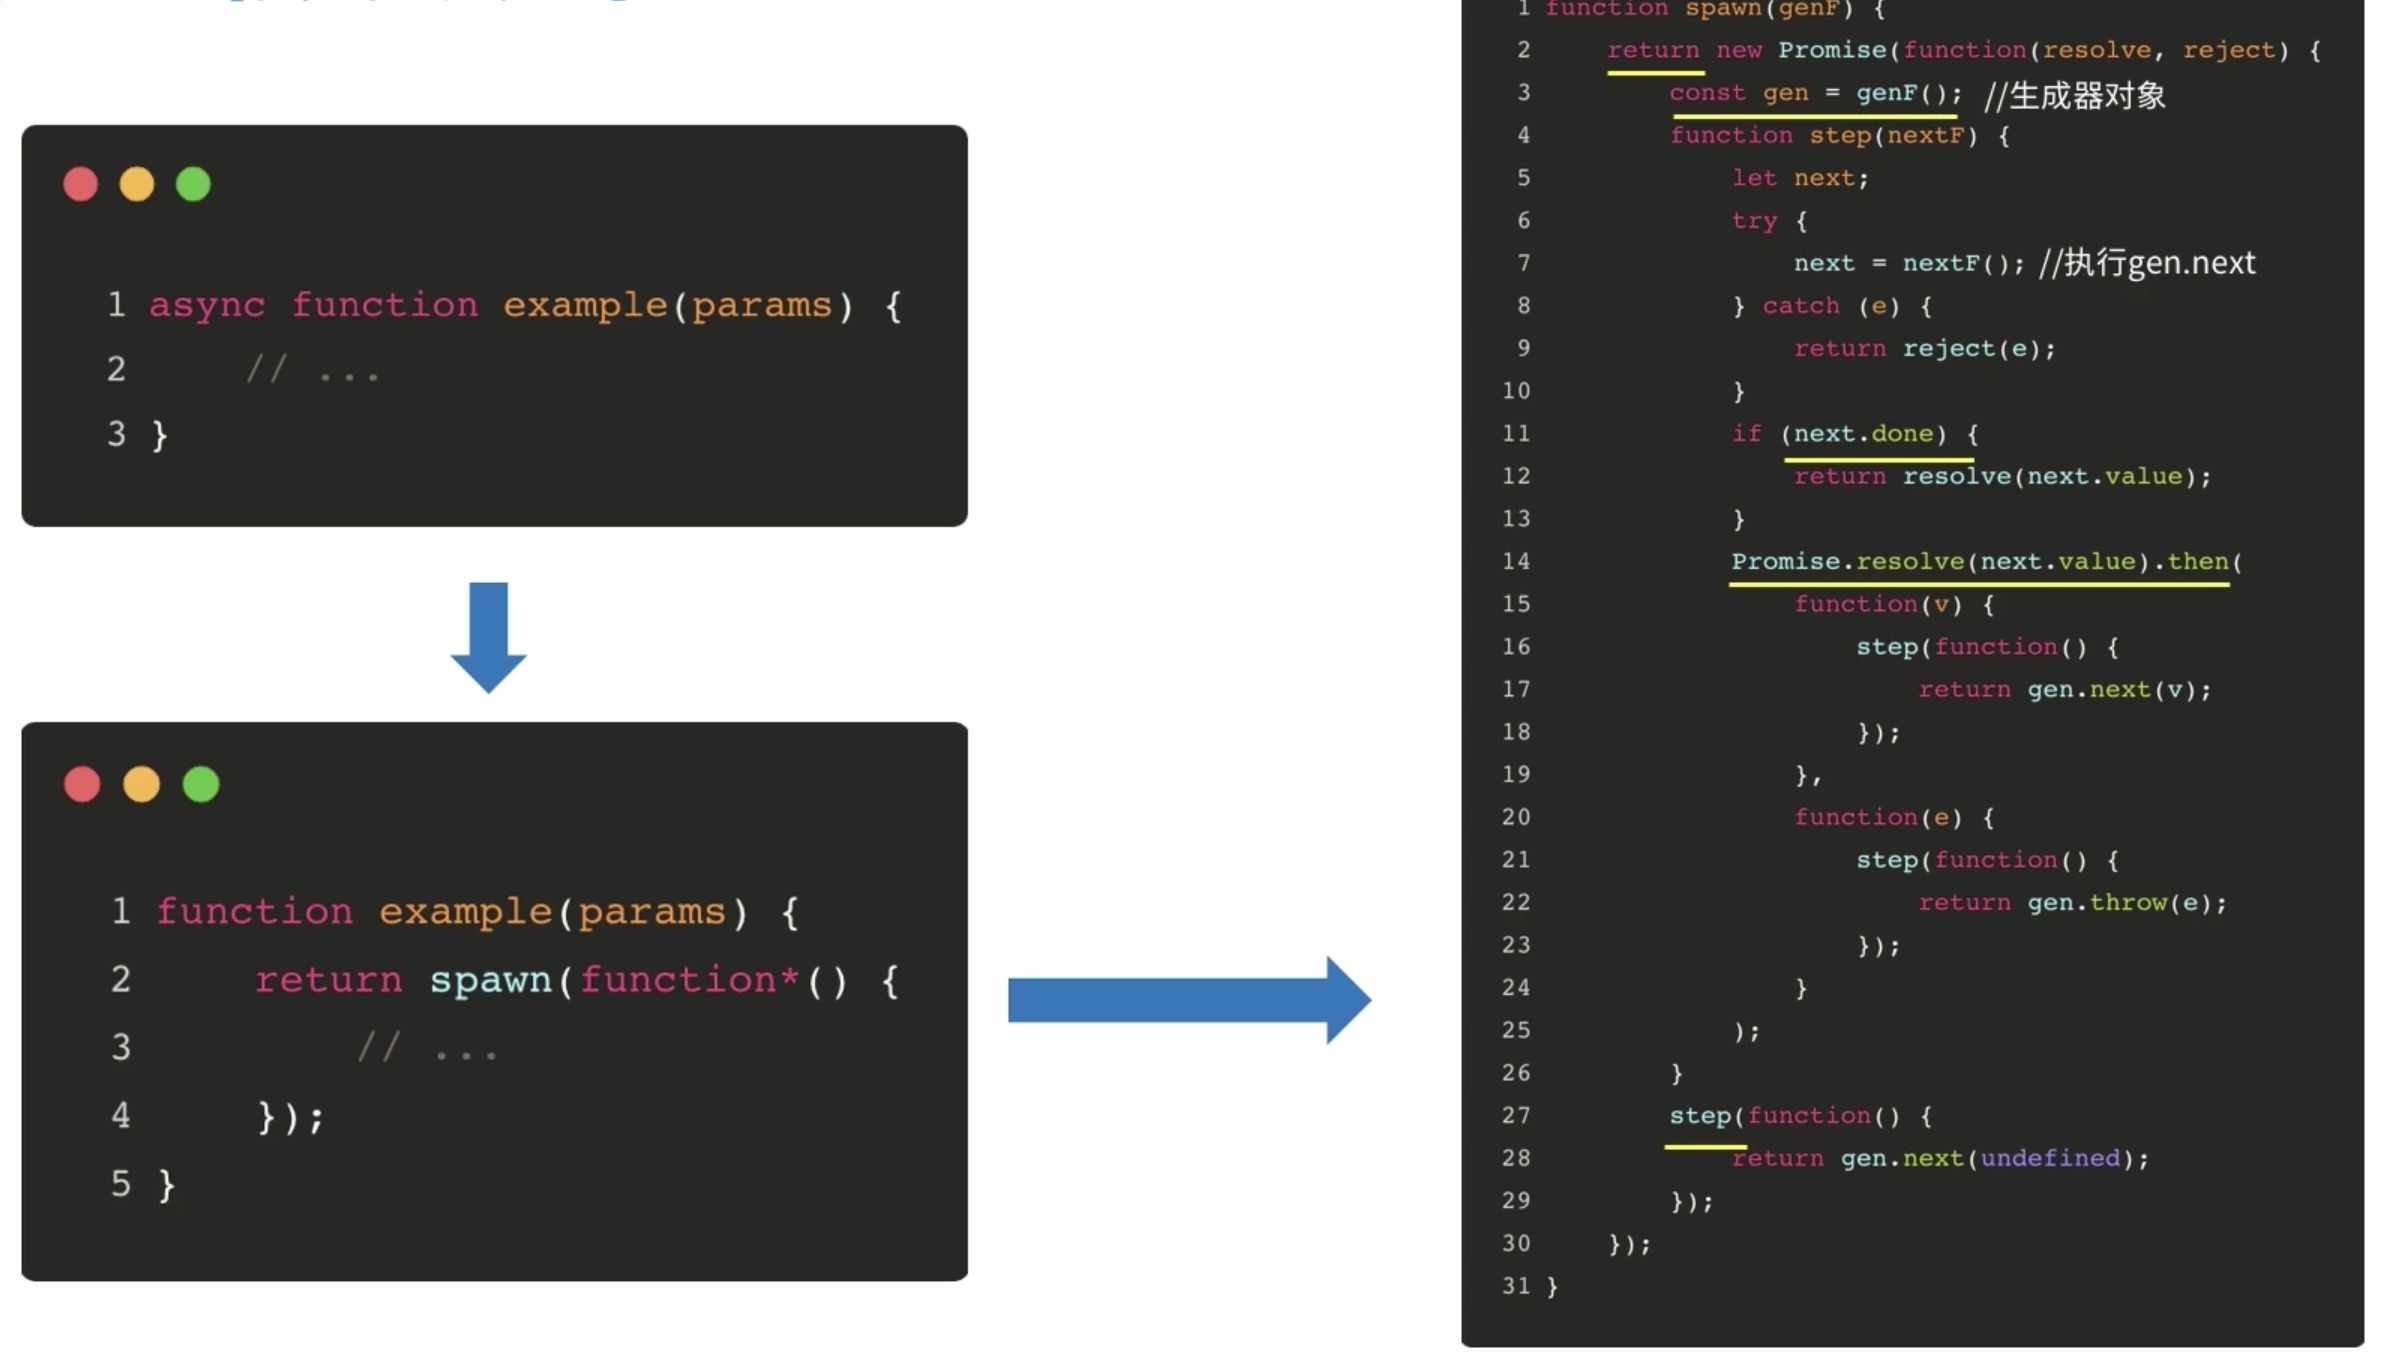 1 async function example(params) {
2     // ...
3 }
1 function example(params) {
2     return spawn(function*() {
3         // ...
4     });
5 }
1 function spawn(genF) {
2     return new Promise(function(resolve, reject) {
3         const gen = genF(); //生成器对象
4         function step(nextF) {
5             let next;
6             try {
7                 next = nextF(); //执行gen.next
8             } catch (e) {
9                 return reject(e);
10             }
11             if (next.done) {
12                 return resolve(next.value);
13             }
14             Promise.resolve(next.value).then(
15                 function(v) {
16                     step(function() {
17                         return gen.next(v);
18                     });
19                 },
20                 function(e) {
21                     step(function() {
22                         return gen.throw(e);
23                     });
24                 }
25             );
26         }
27         step(function() {
28             return gen.next(undefined);
29         });
30     });
31 }